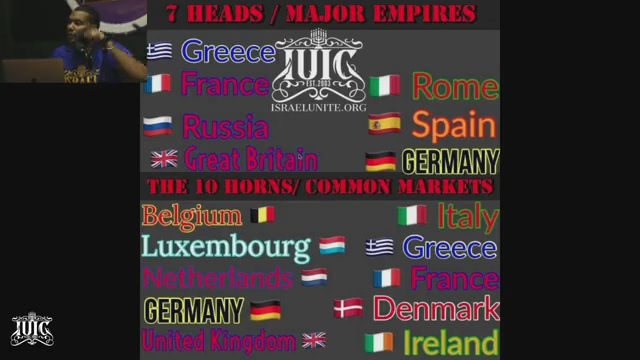 7 HEADS / MAJOR EMPIRES
Greece
IUIC
EST. 2003
ISRAELUNITE.ORG
France
Rome
Russia
Spain
Great Britain
GERMANY
THE 10 HORNS/ COMMON MARKETS
Belgium
Italy
Luxembourg
Greece
Netherlands
France
GERMANY
Denmark
United Kingdom
Ireland
IUIC